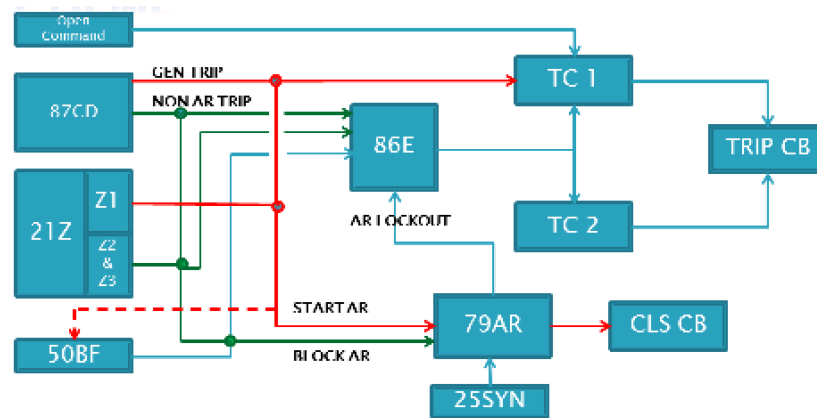 Open
Command
GEN TRIP
TC 1
87CD
NON AR TRIP
86E
TRIP CB
21Z
Z1
Z2
&
Z3
AR LOCKOUT
TC 2
START AR
79AR
CLS CB
50BF
BLOCK AR
25SYN